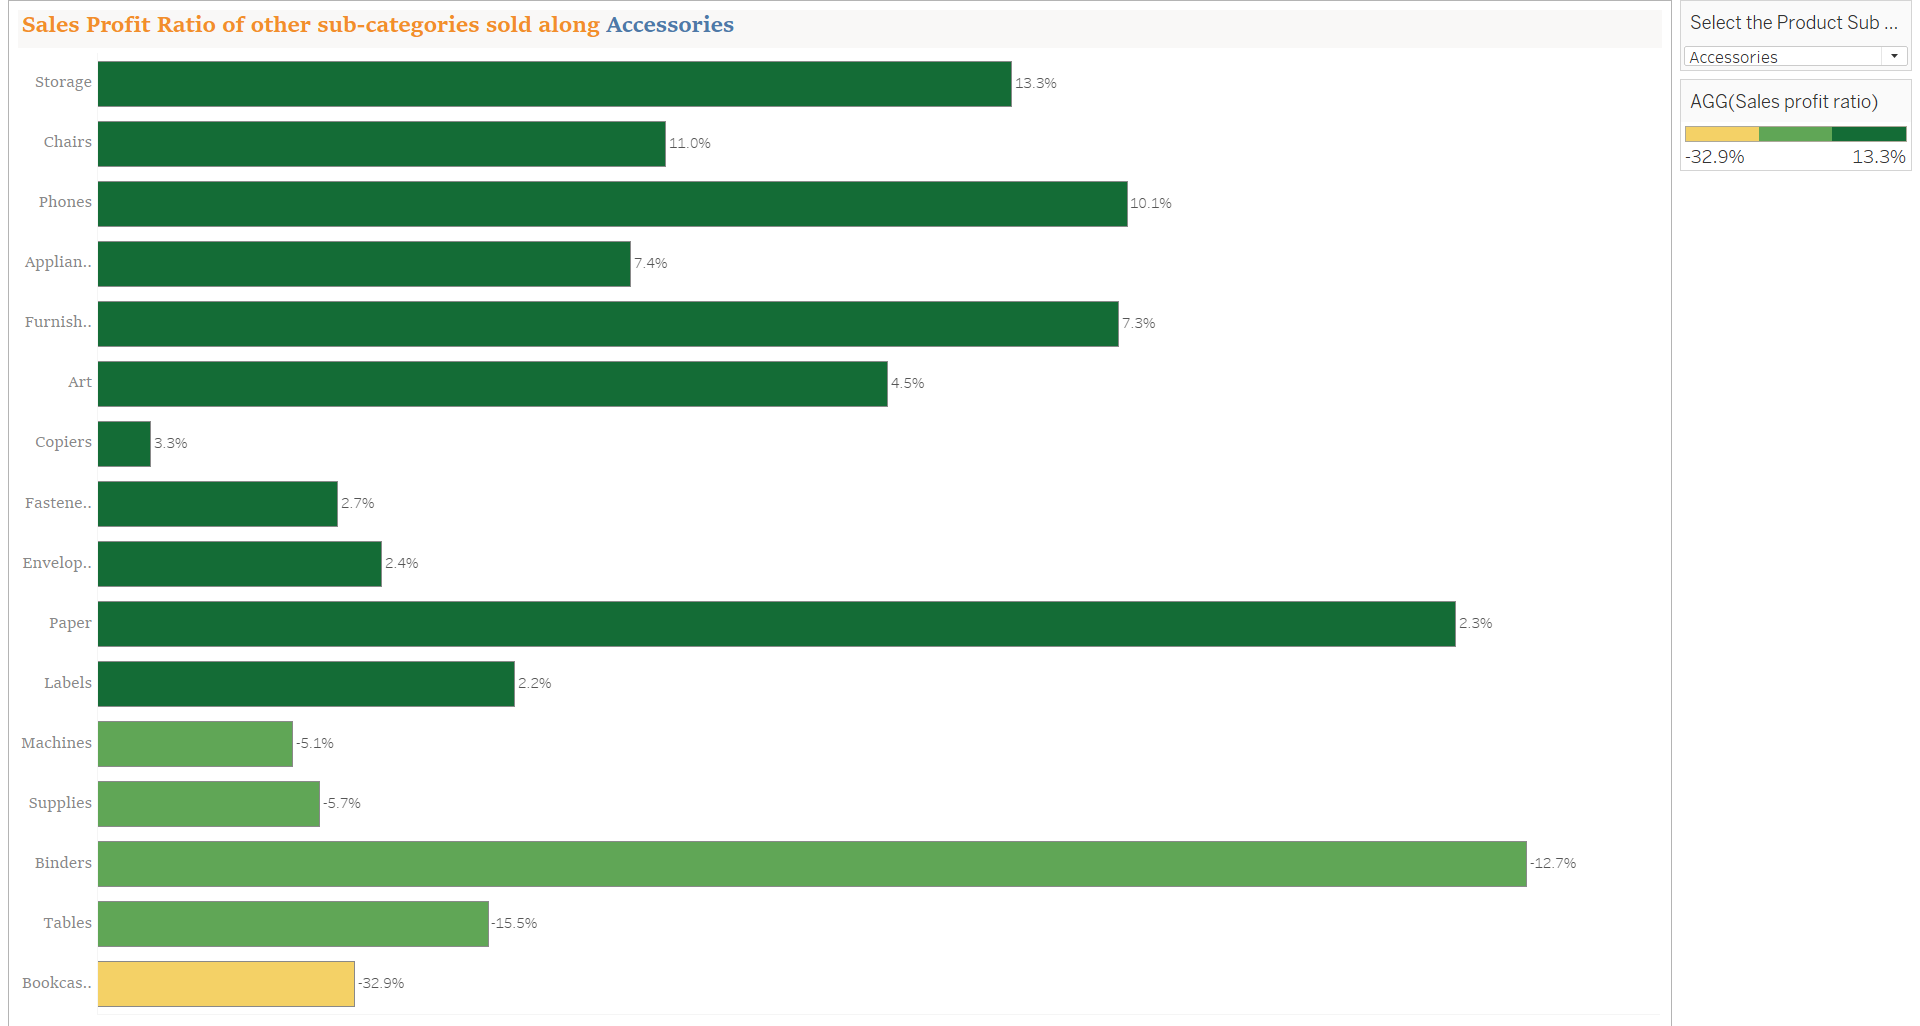 Sales Profit Ratio of other sub-categories sold along Accessories
Storage 13.3%
Chairs 11.0%
Phones 10.1%
Applian.. 7.4%
Furnish.. 7.3%
Art 4.5%
Copiers 3.3%
Fastene.. 2.7%
Envelop.. 2.4%
Paper 2.3%
Labels 2.2%
Machines -5.1%
Supplies -5.7%
Binders -12.7%
Tables -15.5%
Bookcas.. -32.9%
Select the Product Sub ...
Accessories
AGG(Sales profit ratio)
-32.9% 13.3%